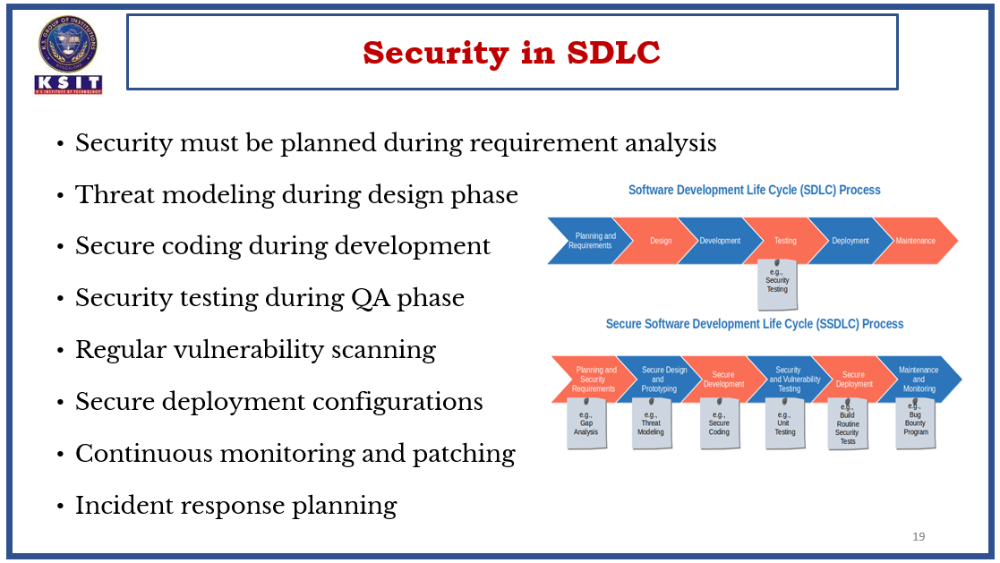 K.S. GROUP OF INSTITUTIONS
BANGALORE
KSIT
K S INSTITUTE OF TECHNOLOGY
Security in SDLC
• Security must be planned during requirement analysis
• Threat modeling during design phase
• Secure coding during development
• Security testing during QA phase
• Regular vulnerability scanning
• Secure deployment configurations
• Continuous monitoring and patching
• Incident response planning
Software Development Life Cycle (SDLC) Process
Planning and
Requirements
Design
Development
Testing
Deployment
Maintenance
e.g.,
Security
Testing
Secure Software Development Life Cycle (SSDLC) Process
Planning and
Security
Requirements
Secure Design
and
Prototyping
Secure
Development
Security
and Vulnerability
Testing
Secure
Deployment
Maintenance
and
Monitoring
e.g.,
Gap
Analysis
e.g.,
Threat
Modeling
e.g.,
Secure
Coding
e.g.,
Unit
Testing
e.g.,
Build
Routine
Security
Tests
e.g.,
Bug
Bounty
Program
19